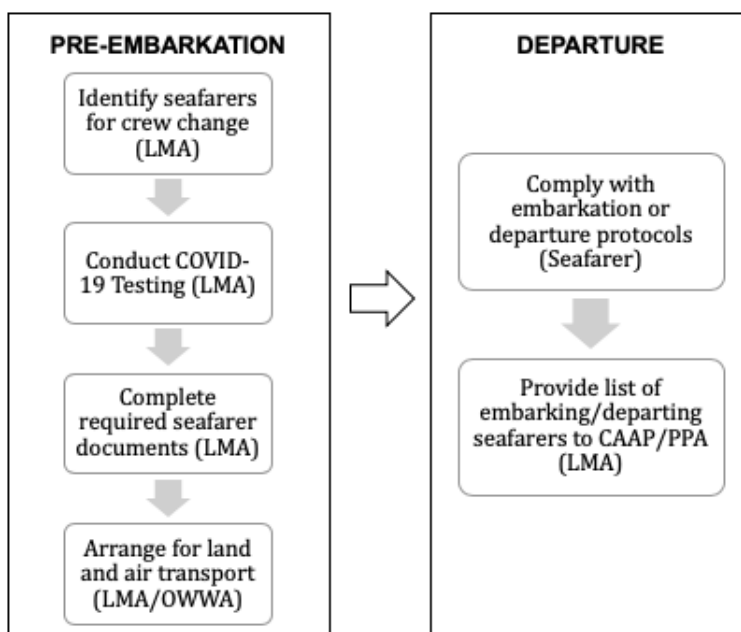 PRE-EMBARKATION
Identify seafarers
for crew change
(LMA)
Conduct COVID-
19 Testing (LMA)
Complete
required seafarer
documents (LMA)
Arrange for land
and air transport
(LMA/OWWA)
DEPARTURE
Comply with
embarkation or
departure protocols
(Seafarer)
Provide list of
embarking/departing
seafarers to CAAP/PPA
(LMA)